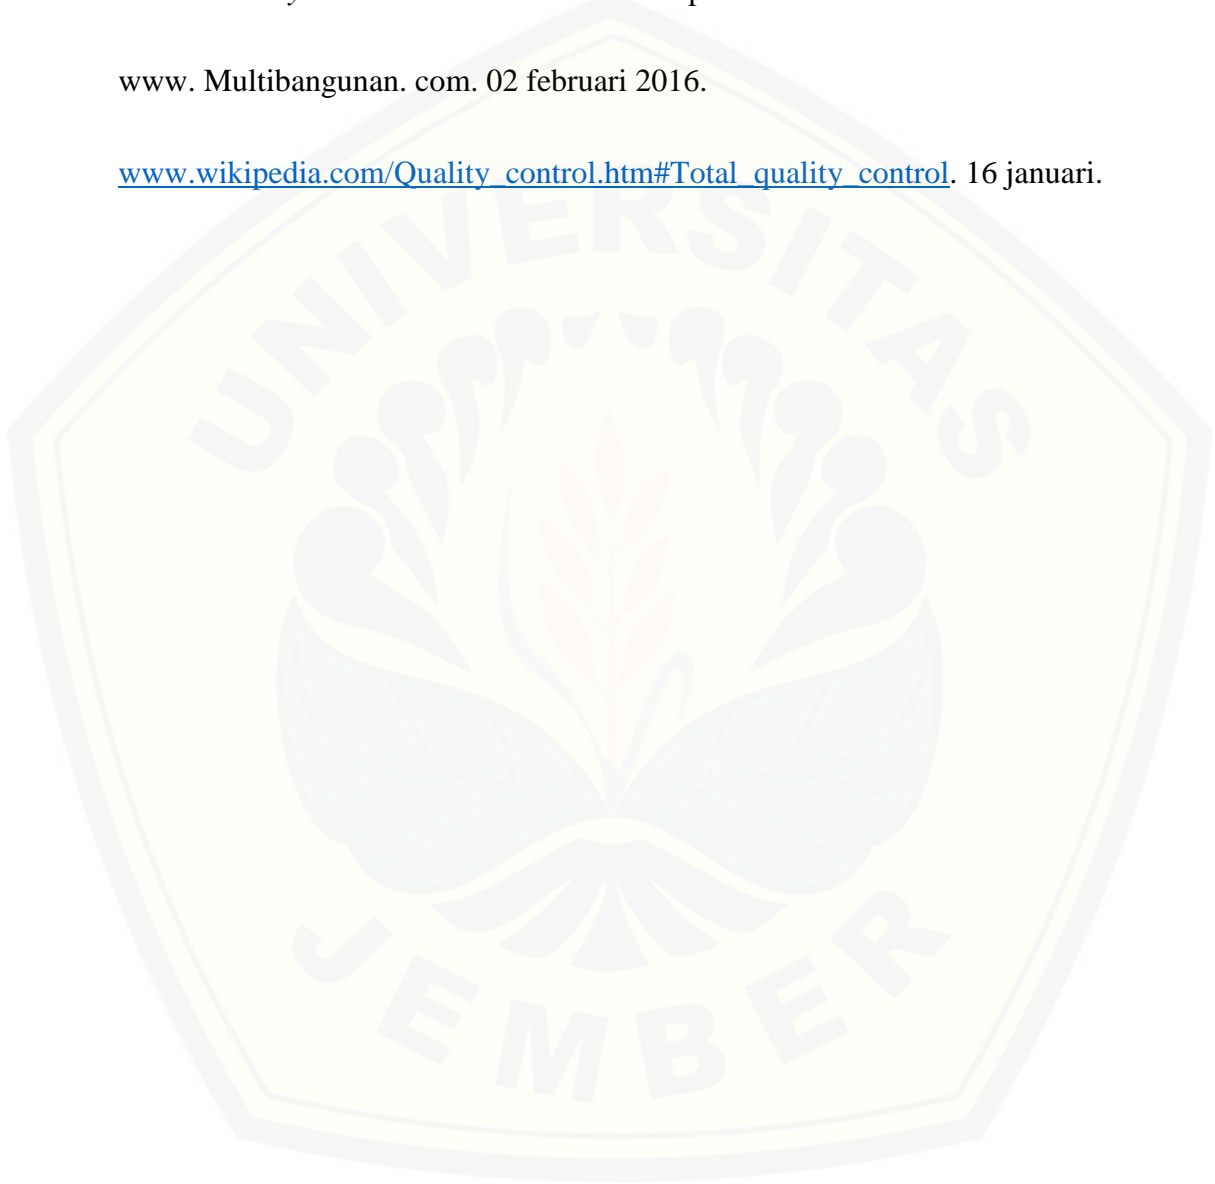 www. Multibangunan. com. 02 februari 2016.
www.wikipedia.com/Quality_control.htm#Total_quality_control. 16 januari.
UNIVERSITAS
JEMBER